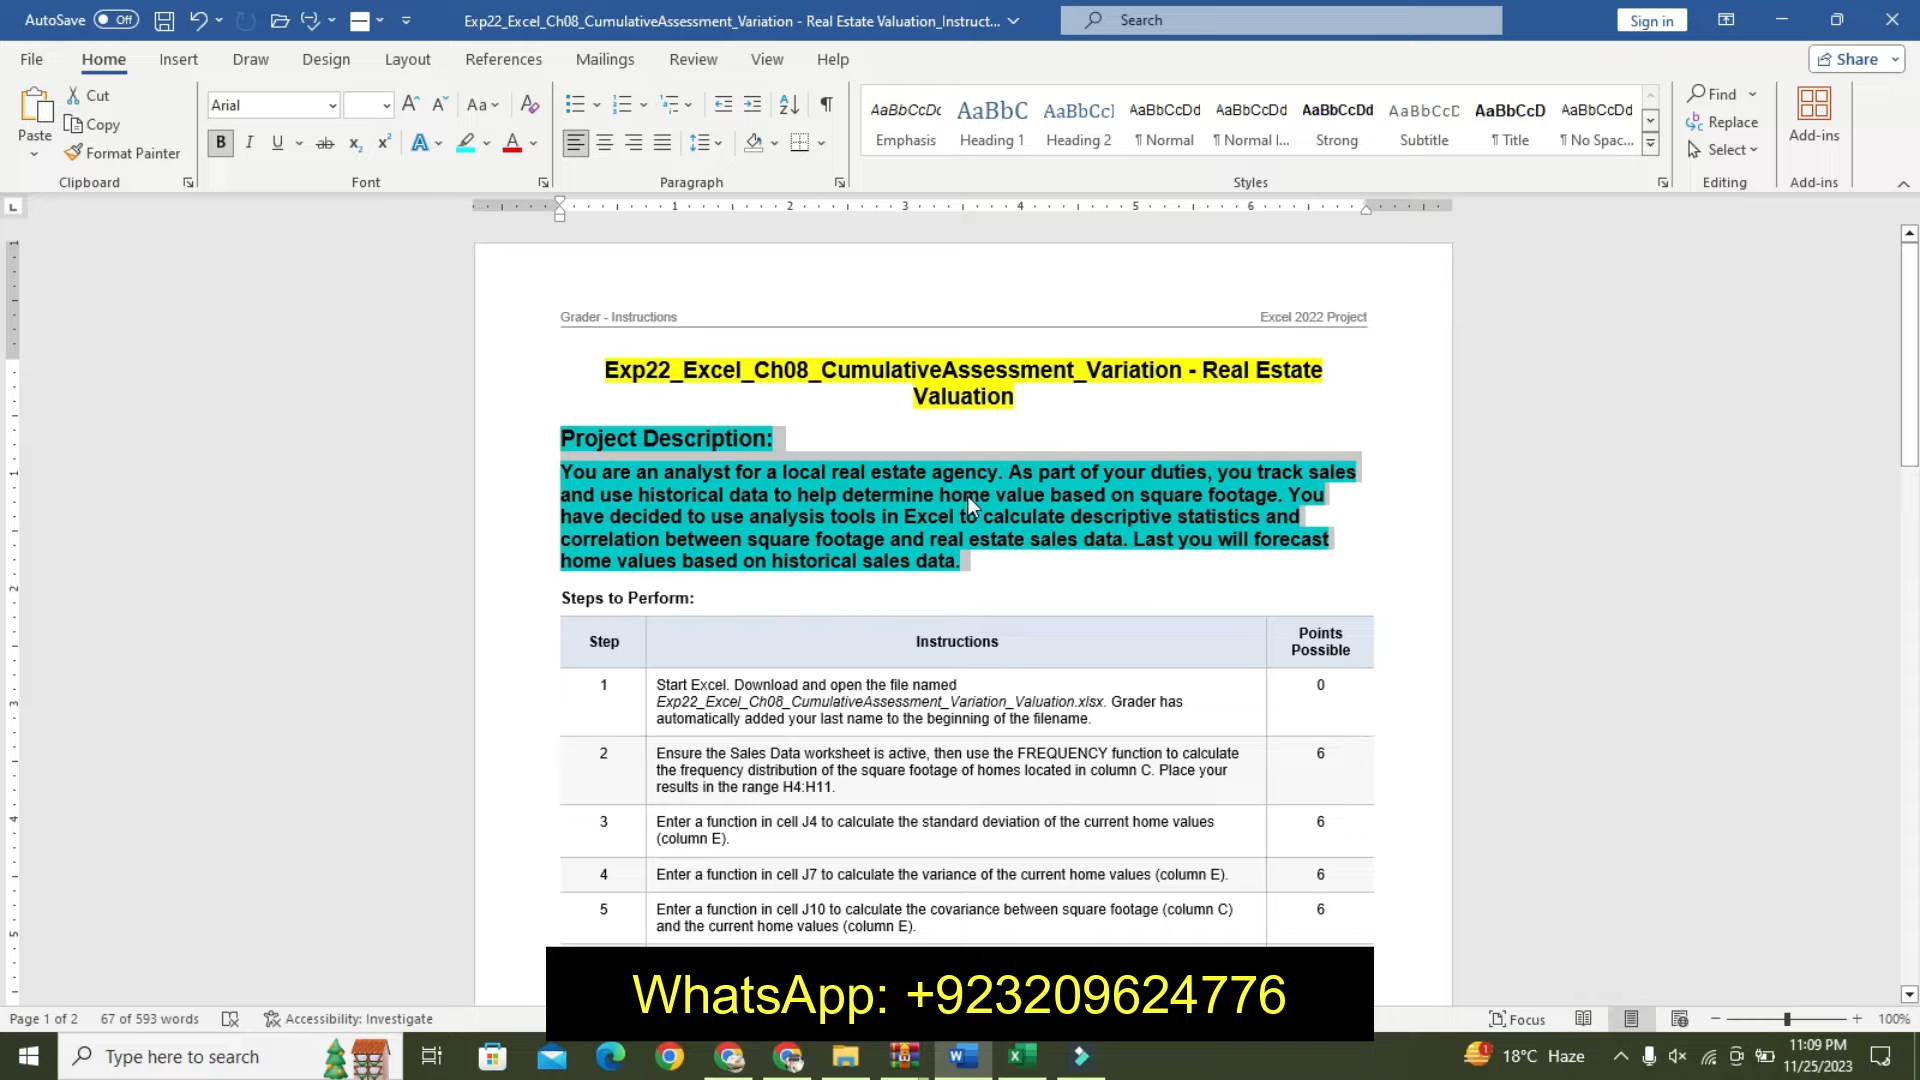 AutoSave Off Exp22_Excel_Ch08_CumulativeAssessment_Variation - Real Estate Valuation_Instruct... Search Sign in
File Home Insert Draw Design Layout References Mailings Review View Help Share
Paste Cut Copy Format Painter
Arial Aa
B I U ab x₂ x² A A
AaBbCcDc AaBbC AaBbCcI AaBbCcDd AaBbCcDd AaBbCcDd AaBbCcC AaBbCcD AaBbCcDd
Emphasis Heading 1 Heading 2 ¶ Normal ¶ Normal I... Strong Subtitle ¶ Title ¶ No Spac...
Find Replace Select
Add-ins
Clipboard Font Paragraph Styles Editing Add-ins
1 2 3 4 5 6
Grader - Instructions Excel 2022 Project
Exp22_Excel_Ch08_CumulativeAssessment_Variation - Real Estate
Valuation
Project Description:
You are an analyst for a local real estate agency. As part of your duties, you track sales
and use historical data to help determine home value based on square footage. You
have decided to use analysis tools in Excel to calculate descriptive statistics and
correlation between square footage and real estate sales data. Last you will forecast
home values based on historical sales data.
Steps to Perform:
Step Instructions Points Possible
1 Start Excel. Download and open the file named 0
Exp22_Excel_Ch08_CumulativeAssessment_Variation_Valuation.xlsx. Grader has
automatically added your last name to the beginning of the filename.
2 Ensure the Sales Data worksheet is active, then use the FREQUENCY function to calculate 6
the frequency distribution of the square footage of homes located in column C. Place your
results in the range H4:H11.
3 Enter a function in cell J4 to calculate the standard deviation of the current home values 6
(column E).
4 Enter a function in cell J7 to calculate the variance of the current home values (column E). 6
5 Enter a function in cell J10 to calculate the covariance between square footage (column C) 6
and the current home values (column E).
WhatsApp: +923209624776
Page 1 of 2 67 of 593 words Accessibility: Investigate Focus 100%
Type here to search 18°C Haze 11:09 PM
11/25/2023